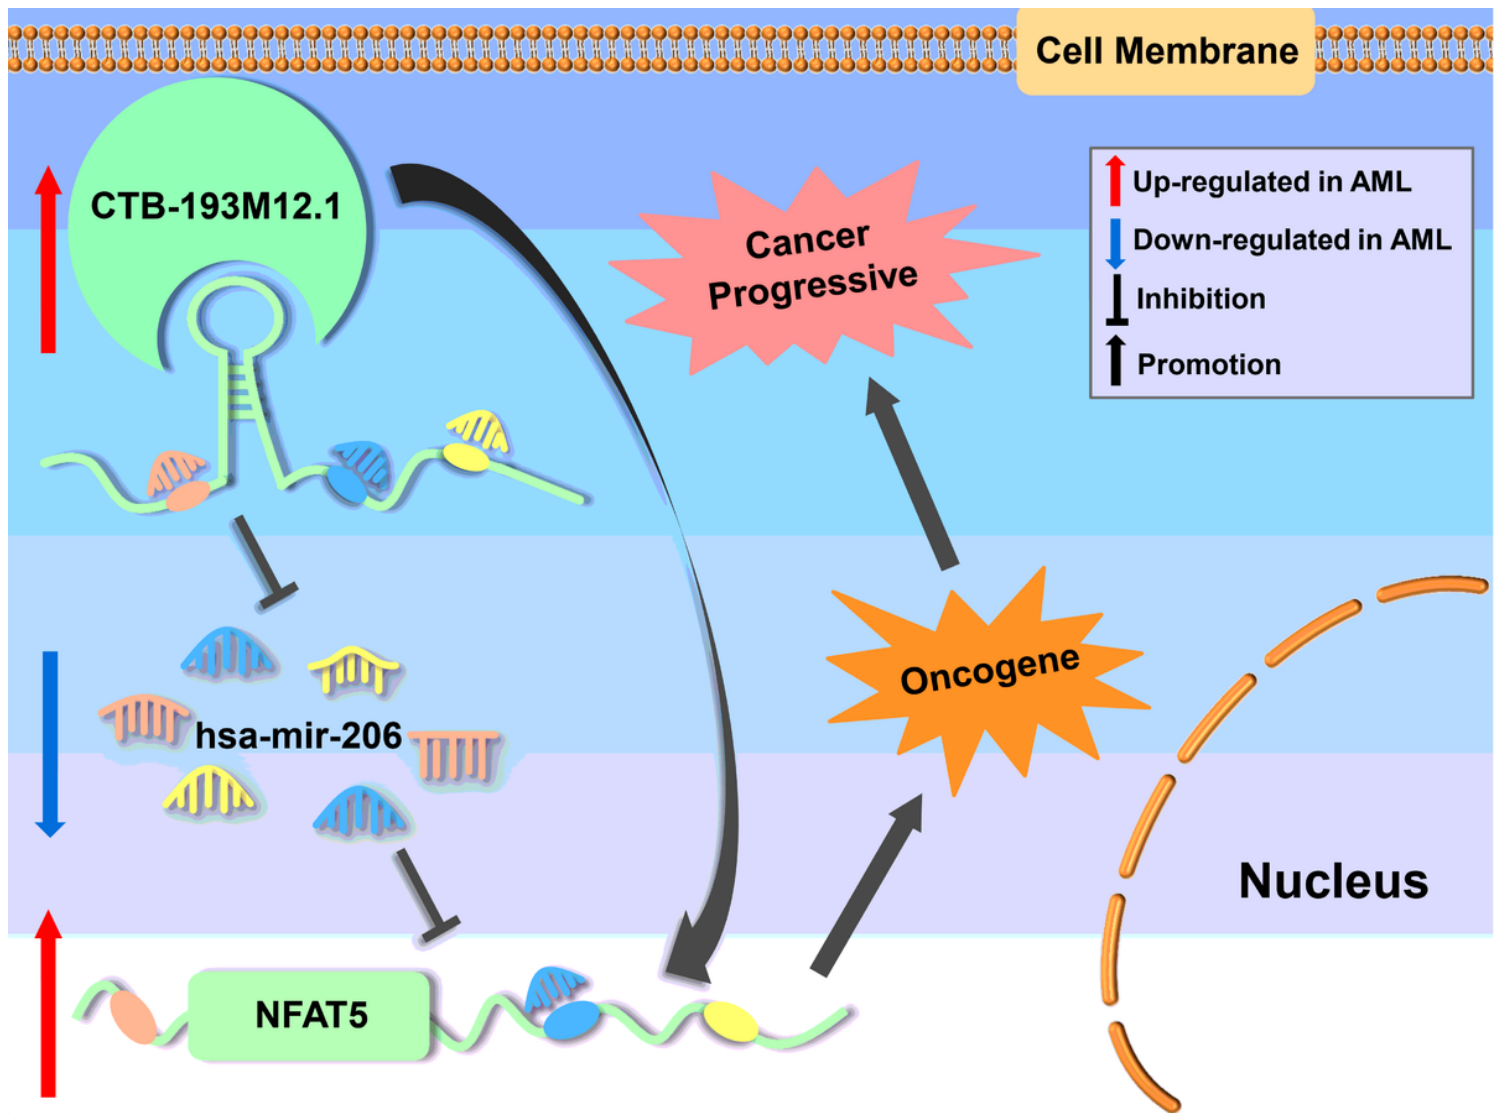 Cell Membrane
CTB-193M12.1
Cancer
Progressive
Up-regulated in AML
Down-regulated in AML
Inhibition
Promotion
Oncogene
hsa-mir-206
Nucleus
NFAT5